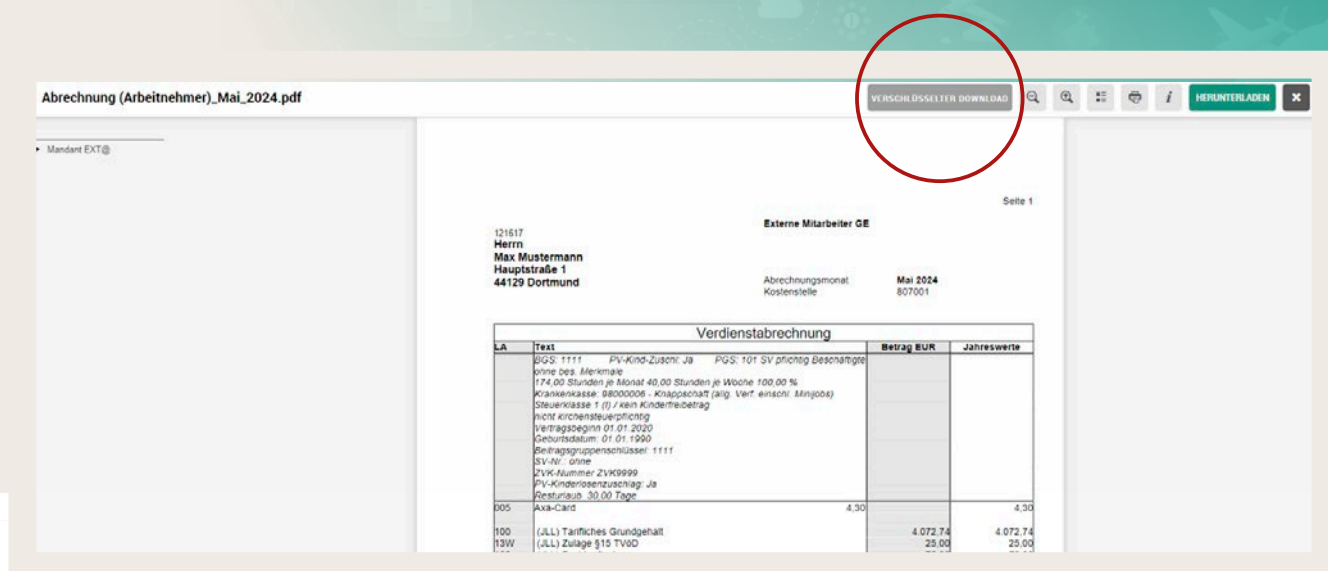 Abrechnung (Arbeitnehmer)_Mai_2024.pdf
VERSCHLÜSSELTER DOWNLOAD
i
HERUNTERLADEN
Mandant EXT@
Seite 1
Externe Mitarbeiter GE
121617
Herrn
Max Mustermann
Hauptstraße 1
44129 Dortmund
Abrechnungsmonat Mai 2024
Kostenstelle 807001
Verdienstabrechnung
LA Text Betrag EUR Jahreswerte
BGS: 1111 PV-Kind-Zuschl: Ja PGS: 101 SV pflichtig Beschäftigte
ohne bes. Merkmale
174,00 Stunden je Monat 40,00 Stunden je Woche 100,00 %
Krankenkasse: 98000006 - Knappschaft (allg. Verf. einschl. Minijobs)
Steuerklasse 1 (I) / kein Kinderfreibetrag
nicht kirchensteuerpflichtig
Vertragsbeginn 01.01.2020
Geburtsdatum: 01.01.1990
Beitragsgruppenschlüssel: 1111
SV-Nr.: ohne
ZVK-Nummer ZVK9999
PV-Kinderlosenzuschlag: Ja
Resturlaub: 30,00 Tage
005 Axa-Card 4,30 4,30
100 (JLL) Tarifliches Grundgehalt 4.072,74 4.072,74
13W (JLL) Zulage §15 TVöD 25,00 25,00